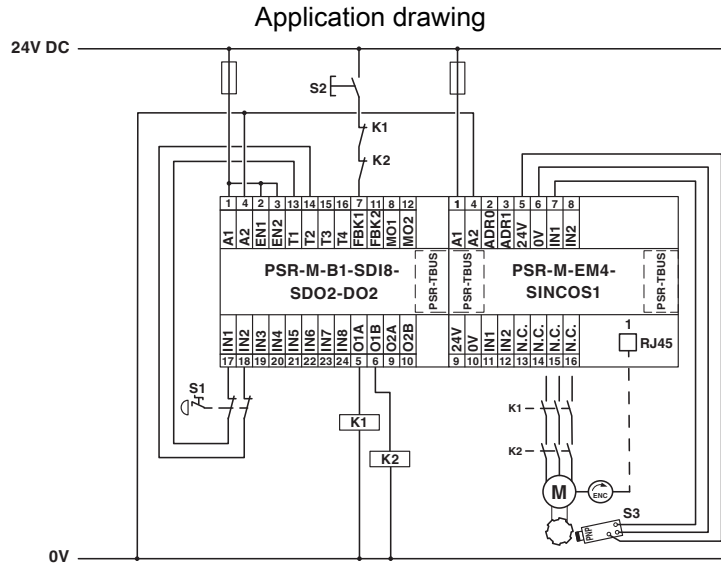 Application drawing
24V DC
S2
K1
K2
1 4 2 3 13 14 15 16 7 11 8 12
A1 A2 EN1 EN2 T1 T2 T3 T4 FBK1 FBK2 MO1 MO2
1 4 2 3 5 6 7 8
A1 A2 ADR0 ADR1 24V 0V IN1 IN2
PSR-M-B1-SDI8-
SDO2-DO2
PSR-TBUS
PSR-TBUS
PSR-M-EM4-
SINCOS1
PSR-TBUS
IN1 IN2 IN3 IN4 IN5 IN6 IN7 IN8 O1A O1B O2A O2B
17 18 19 20 21 22 23 24 5 6 9 10
24V 0V IN1 IN2 N.C. N.C. N.C. N.C.
9 10 11 12 13 14 15 16
1
RJ45
S1
K1
K2
K1
K2
M
ENC
S3
PNP
0V